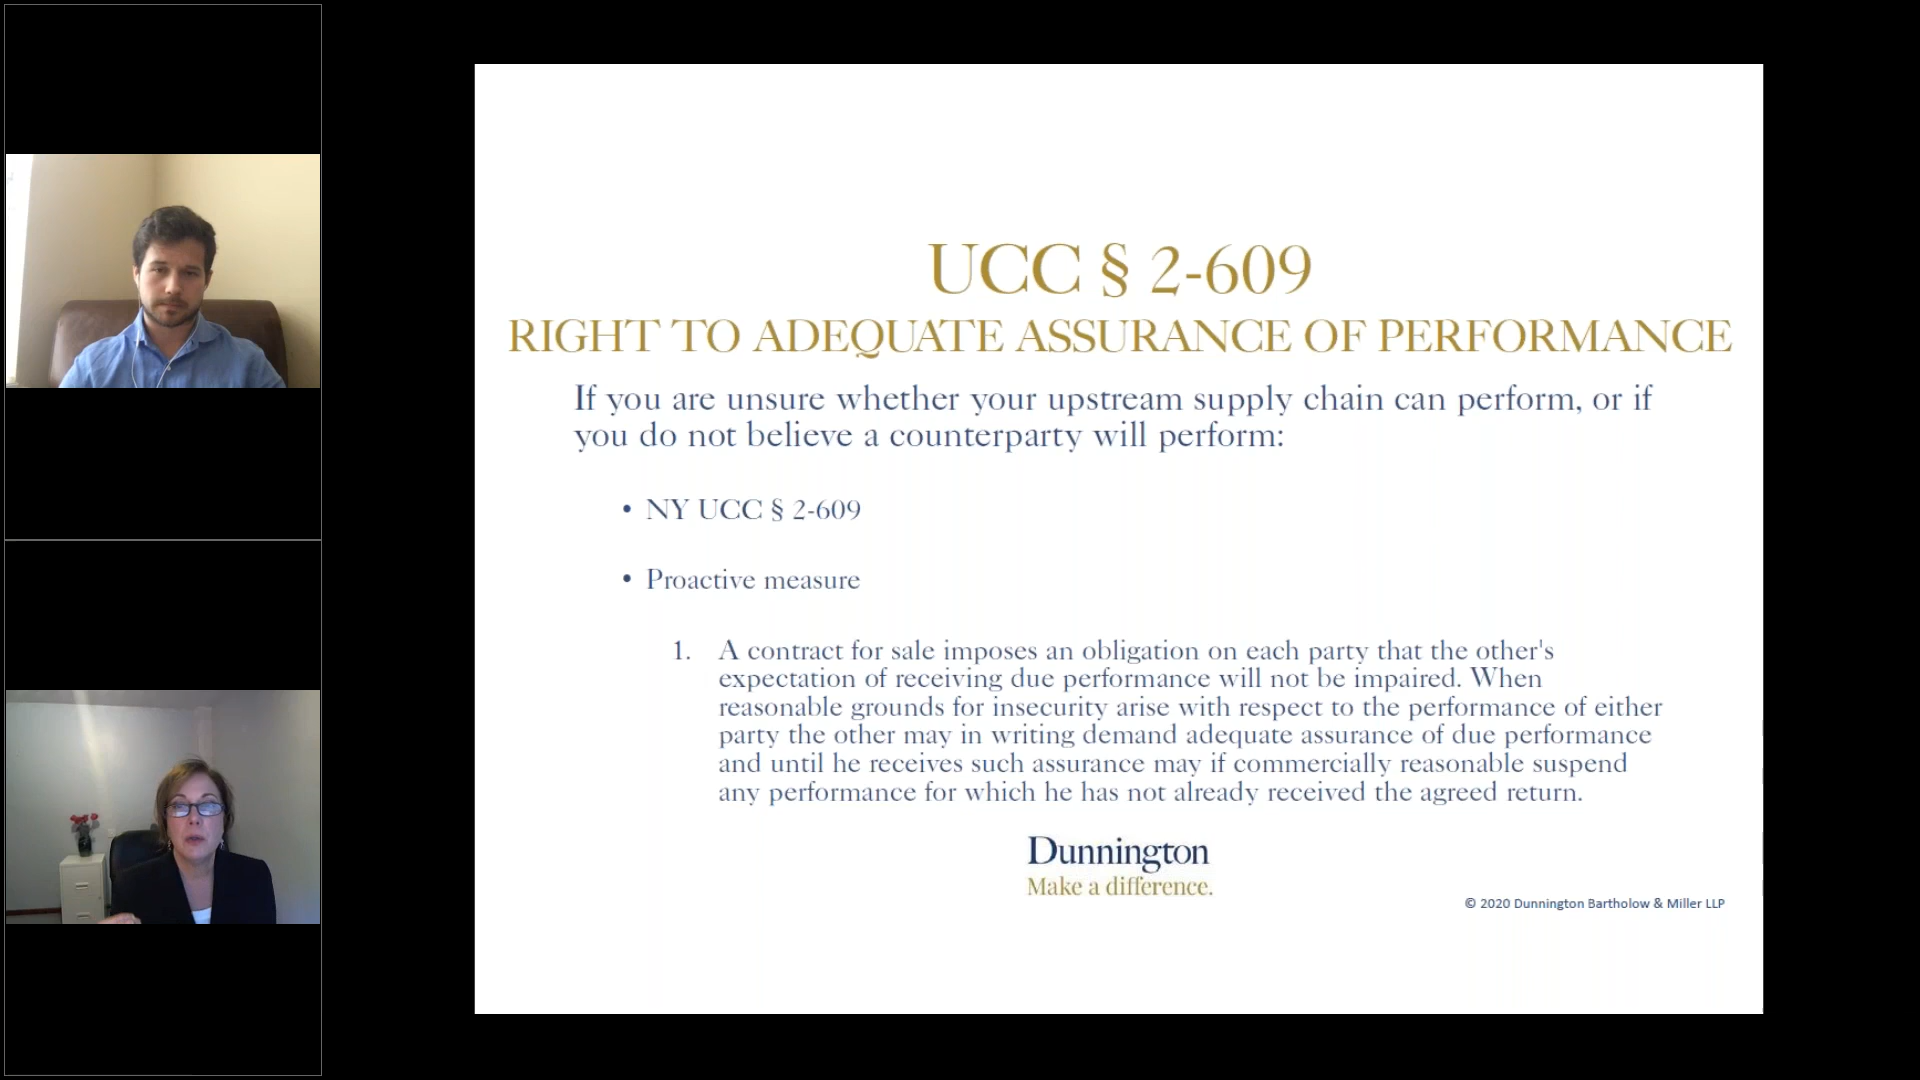 UCC § 2-609
RIGHT TO ADEQUATE ASSURANCE OF PERFORMANCE
If you are unsure whether your upstream supply chain can perform, or if
you do not believe a counterparty will perform:
• NY UCC § 2-609
• Proactive measure
1. A contract for sale imposes an obligation on each party that the other's
expectation of receiving due performance will not be impaired. When
reasonable grounds for insecurity arise with respect to the performance of either
party the other may in writing demand adequate assurance of due performance
and until he receives such assurance may if commercially reasonable suspend
any performance for which he has not already received the agreed return.
Dunnington
Make a difference.
© 2020 Dunnington Bartholow & Miller LLP